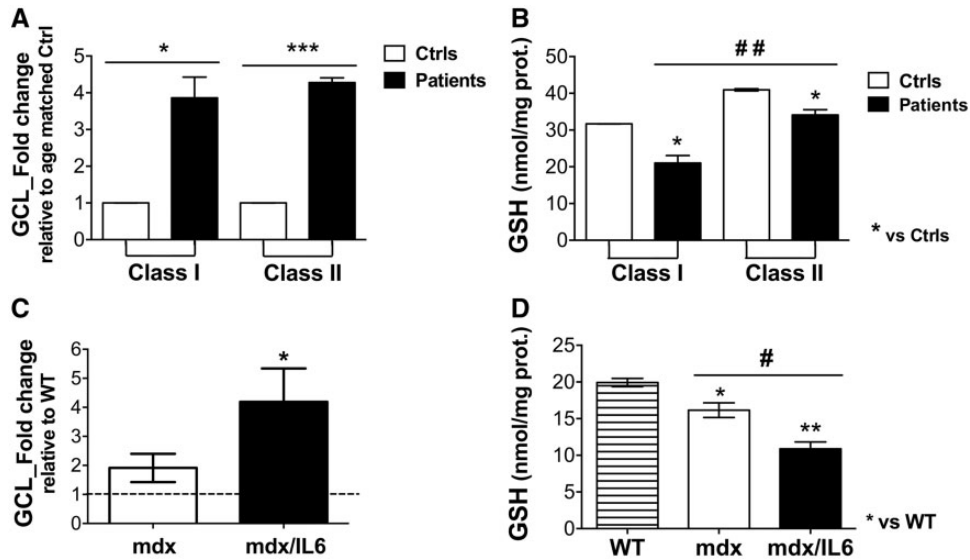 A
GCL_Fold change
relative to age matched Ctrl
5
4
3
2
1
0
*
***
Ctrls
Patients
Class I
Class II
B
GSH (nmol/mg prot.)
50
40
30
20
10
0
##
*
*
Ctrls
Patients
* vs Ctrls
Class I
Class II
C
GCL_Fold change
relative to WT
6
5
4
3
2
1
0
*
mdx
mdx/IL6
D
GSH (nmol/mg prot.)
25
20
15
10
5
0
#
*
**
* vs WT
WT
mdx
mdx/IL6